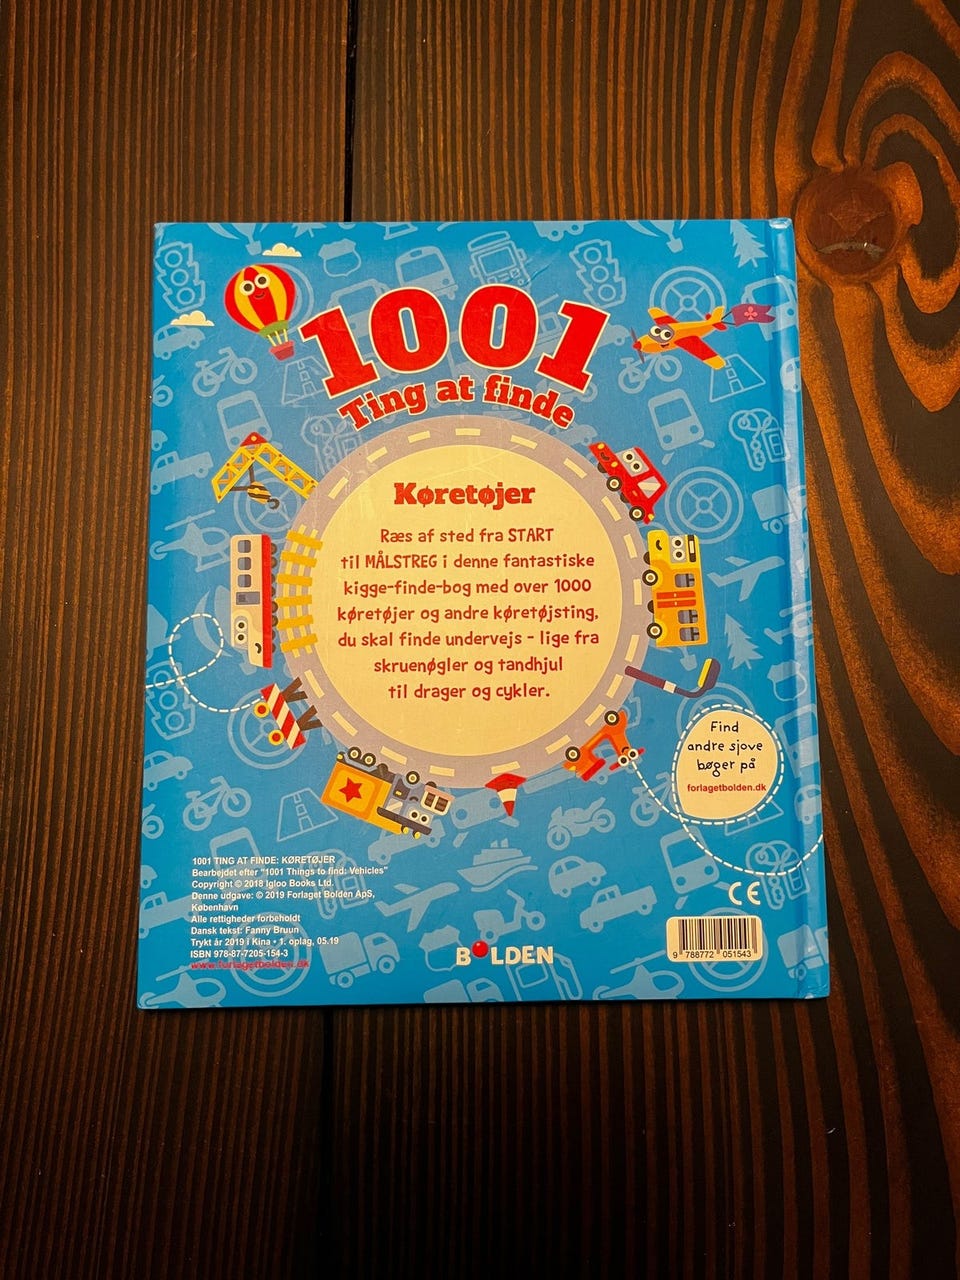 1001
Ting at finde
Køretøjer
Ræs af sted fra START
til MÅLSTREG i denne fantastiske
kigge-finde-bog med over 1000
køretøjer og andre køretøjsting,
du skal finde undervejs - lige fra
skruenøgler og tandhjul
til drager og cykler.
Find
andre sjove
bøger på
forlagetbolden.dk
1001 TING AT FINDE: KØRETØJER
Bearbejdet efter "1001 Things to find: Vehicles"
Copyright © 2018 Igloo Books Ltd.
Denne udgave: © 2019 Forlaget Bolden ApS,
København
Alle rettigheder forbeholdt
Dansk tekst: Fanny Bruun
Trykt år 2019 i Kina • 1. oplag, 05.19
ISBN 978-87-7205-154-3
www.forlagetbolden.dk
BOLDEN
CE
9 788772 051543